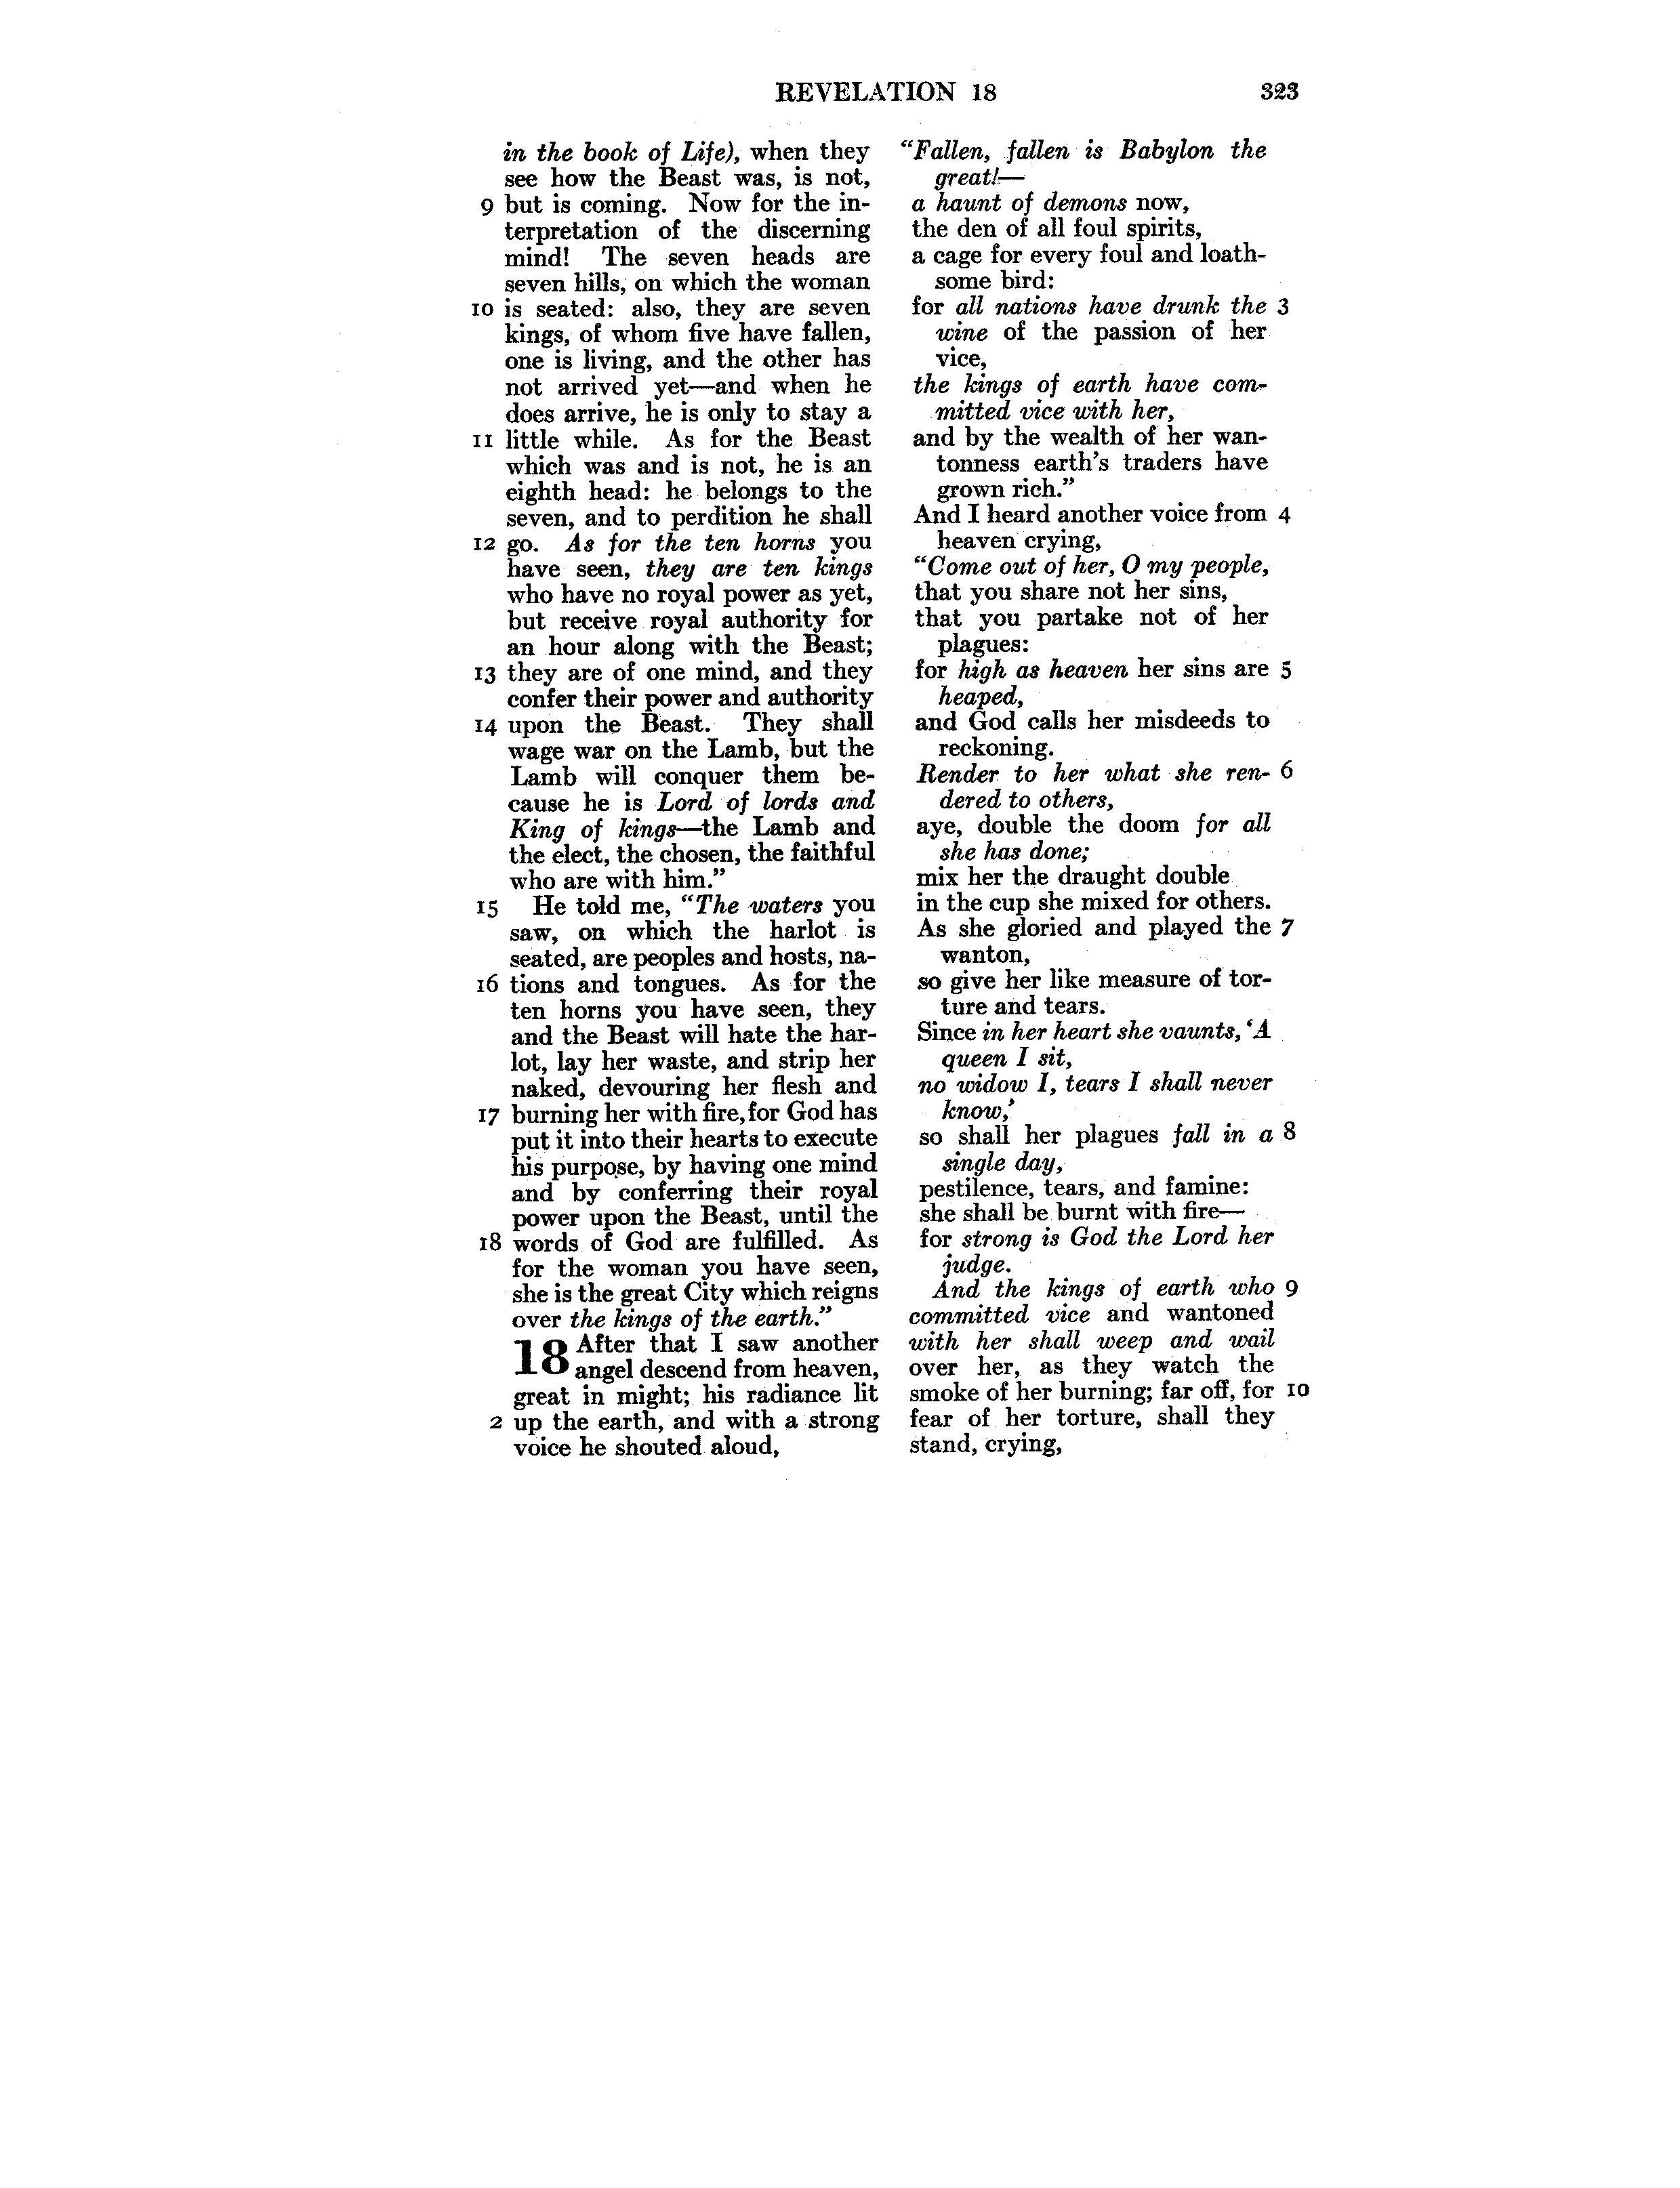 REVELATION 18 323
in the book of Life), when they
see how the Beast was, is not,
9 but is coming. Now for the in-
terpretation of the discerning
mind! The seven heads are
seven hills, on which the woman
10 is seated: also, they are seven
kings, of whom five have fallen,
one is living, and the other has
not arrived yet—and when he
does arrive, he is only to stay a
11 little while. As for the Beast
which was and is not, he is an
eighth head: he belongs to the
seven, and to perdition he shall
12 go. As for the ten horns you
have seen, they are ten kings
who have no royal power as yet,
but receive royal authority for
an hour along with the Beast;
13 they are of one mind, and they
confer their power and authority
14 upon the Beast. They shall
wage war on the Lamb, but the
Lamb will conquer them be-
cause he is Lord of lords and
King of kings—the Lamb and
the elect, the chosen, the faithful
who are with him.”
15 He told me, “The waters you
saw, on which the harlot is
seated, are peoples and hosts, na-
16 tions and tongues. As for the
ten horns you have seen, they
and the Beast will hate the har-
lot, lay her waste, and strip her
naked, devouring her flesh and
17 burning her with fire, for God has
put it into their hearts to execute
his purpose, by having one mind
and by conferring their royal
power upon the Beast, until the
18 words of God are fulfilled. As
for the woman you have seen,
she is the great City which reigns
over the kings of the earth.”
18 After that I saw another
angel descend from heaven,
great in might; his radiance lit
2 up the earth, and with a strong
voice he shouted aloud,
“Fallen, fallen is Babylon the
great!—
a haunt of demons now,
the den of all foul spirits,
a cage for every foul and loath-
some bird:
for all nations have drunk the 3
wine of the passion of her
vice,
the kings of earth have com-
mitted vice with her,
and by the wealth of her wan-
tonness earth’s traders have
grown rich.”
And I heard another voice from 4
heaven crying,
“Come out of her, O my people,
that you share not her sins,
that you partake not of her
plagues:
for high as heaven her sins are 5
heaped,
and God calls her misdeeds to
reckoning.
Render to her what she ren- 6
dered to others,
aye, double the doom for all
she has done;
mix her the draught double
in the cup she mixed for others.
As she gloried and played the 7
wanton,
so give her like measure of tor-
ture and tears.
Since in her heart she vaunts, ‘A
queen I sit,
no widow I, tears I shall never
know,’
so shall her plagues fall in a 8
single day,
pestilence, tears, and famine:
she shall be burnt with fire—
for strong is God the Lord her
judge.
And the kings of earth who 9
committed vice and wantoned
with her shall weep and wail
over her, as they watch the
smoke of her burning; far off, for 10
fear of her torture, shall they
stand, crying,